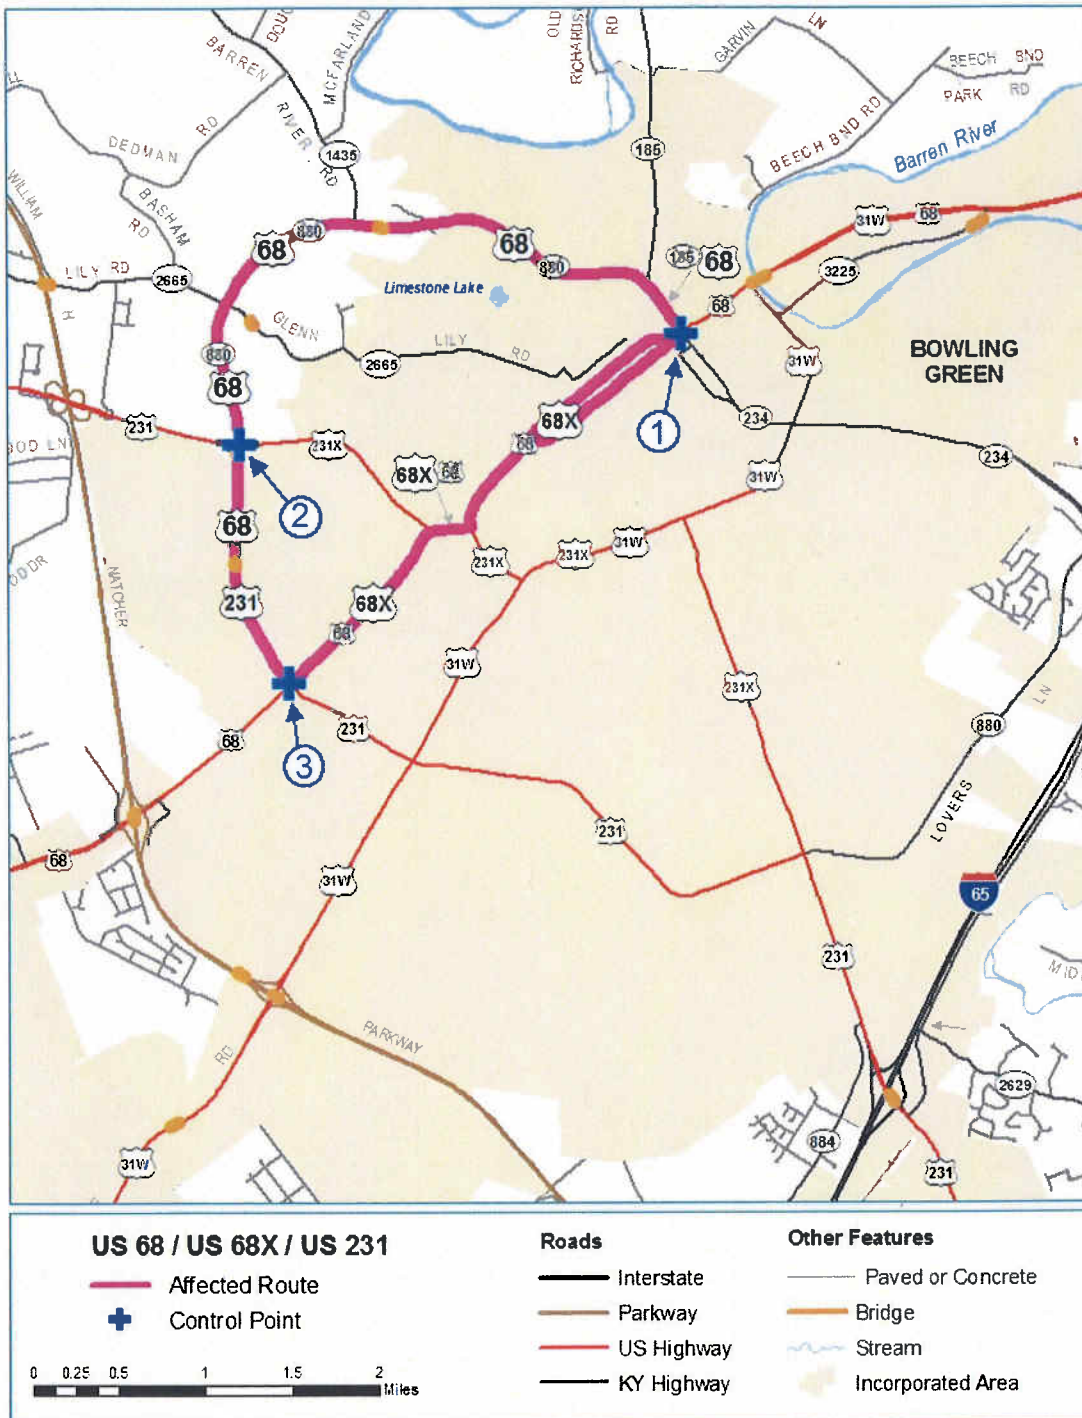 OLD
RICHARDSO
RD
GARVIN
LN
BEECH BND
PARK RD
BEECH BND RD
Barren River
DOUG
BARREN
RIVER RD
MCFARLAND
1435
185
DEDMAN RD
BASHAM
RD
WILLIAM
H
NATCHER
PARKWAY
LILY RD
2665
GLENN
2665
LILY RD
68
880
68
880
185
68
31W
68
3225
68
31W
BOWLING
GREEN
Limestone Lake
880
68
231
231X
68X
68
68X
68
1
234
234
31W
2
68
231
68X
68
231X
231X
31W
31W
231X
3
68
231
68
231
31W
880
LOVERS
LN
65
231
RD
31W
884
2629
231
US 68 / US 68X / US 231
Affected Route
Control Point
0 0.25 0.5 1 1.5 2
Miles
Roads
Interstate
Parkway
US Highway
KY Highway
Other Features
Paved or Concrete
Bridge
Stream
Incorporated Area